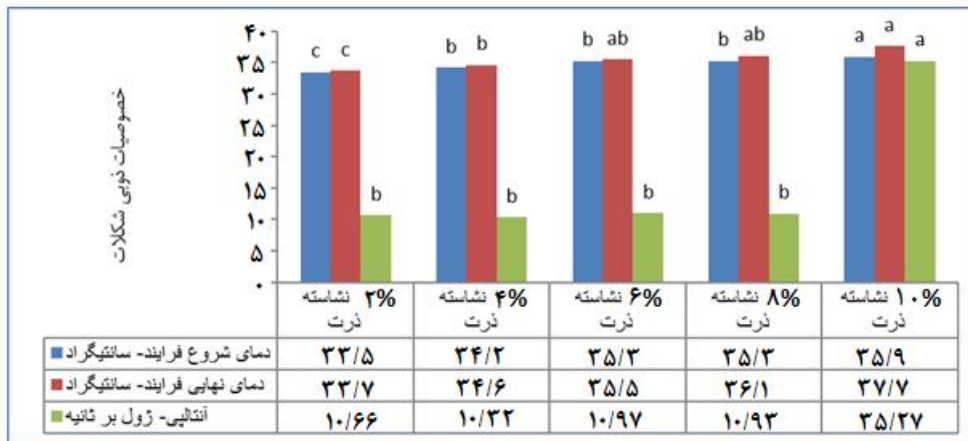 خصوصیات ذوبی شکلات
۴۰
۳۵
۳۰
۲۵
۲۰
۱۵
۱۰
۵
۰
c c b b b b ab b b ab b a a a
۲% نشاسته ذرت
۴% نشاسته ذرت
۶% نشاسته ذرت
۸% نشاسته ذرت
۱۰% نشاسته ذرت
دمای شروع فرایند- سانتیگراد ۳۳/۵ ۳۴/۲ ۳۵/۳ ۳۵/۳ ۳۵/۹
دمای نهایی فرایند- سانتیگراد ۳۳/۷ ۳۴/۶ ۳۵/۵ ۳۶/۱ ۳۷/۷
آنتالپی- ژول بر ثانیه ۱۰/۶۶ ۱۰/۳۲ ۱۰/۹۷ ۱۰/۹۳ ۳۵/۲۷